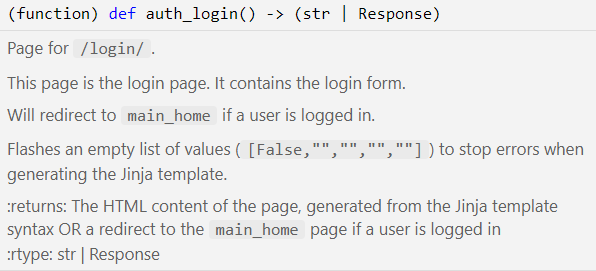 (function) def auth_login() -> (str | Response)
Page for /login/ .
This page is the login page. It contains the login form.
Will redirect to main_home if a user is logged in.
Flashes an empty list of values ( [False,"","","",""] ) to stop errors when
generating the Jinja template.
:returns: The HTML content of the page, generated from the Jinja template
syntax OR a redirect to the main_home page if a user is logged in
:rtype: str | Response